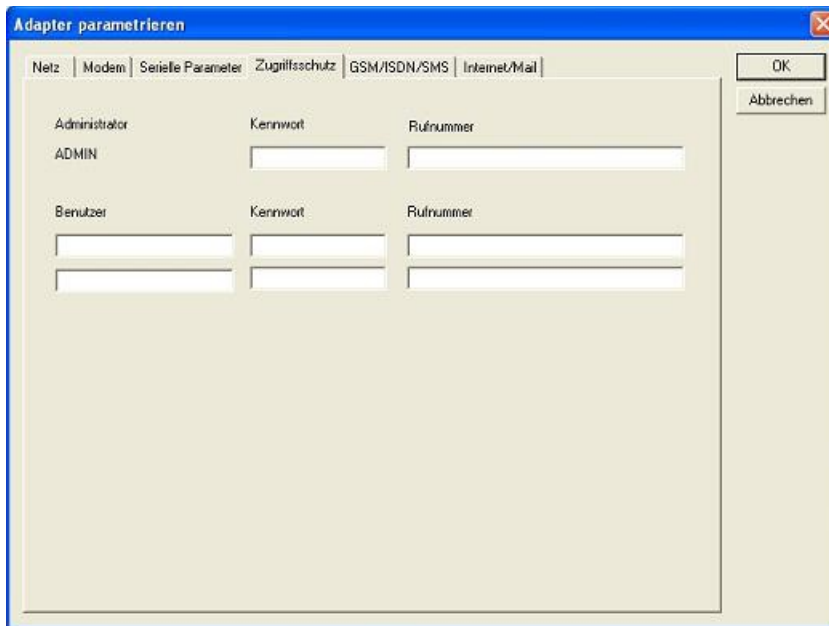 Adapter parametrieren
Netz Modem Serielle Parameter Zugriffsschutz GSM/ISDN/SMS Internet/Mail
OK
Abbrechen
Administrator Kennwort Rufnummer
ADMIN
Benutzer Kennwort Rufnummer